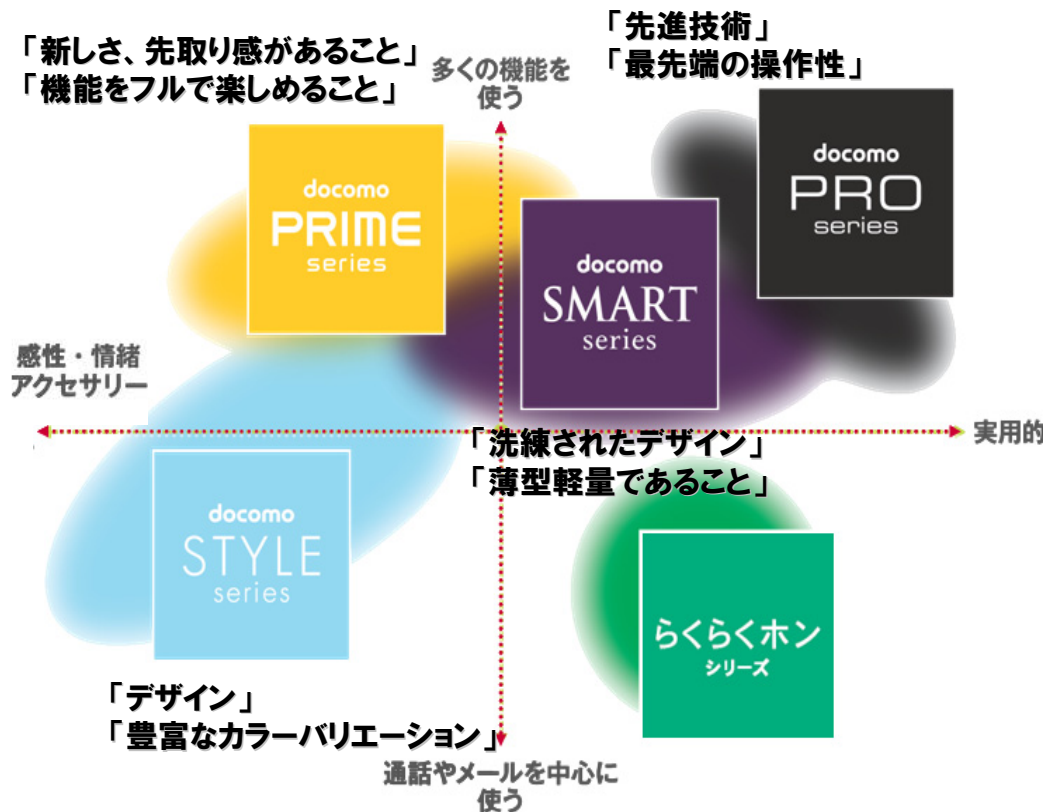 「新しさ、先取り感があること」
「機能をフルで楽しめること」
多くの機能を
使う
「先進技術」
「最先端の操作性」
docomo
PRIME
series
docomo
SMART
series
docomo
PRO
series
感性・情緒
アクセサリー
実用的
「洗練されたデザイン」
「薄型軽量であること」
docomo
STYLE
series
らくらくホン
シリーズ
「デザイン」
「豊富なカラーバリエーション」
通話やメールを中心に
使う